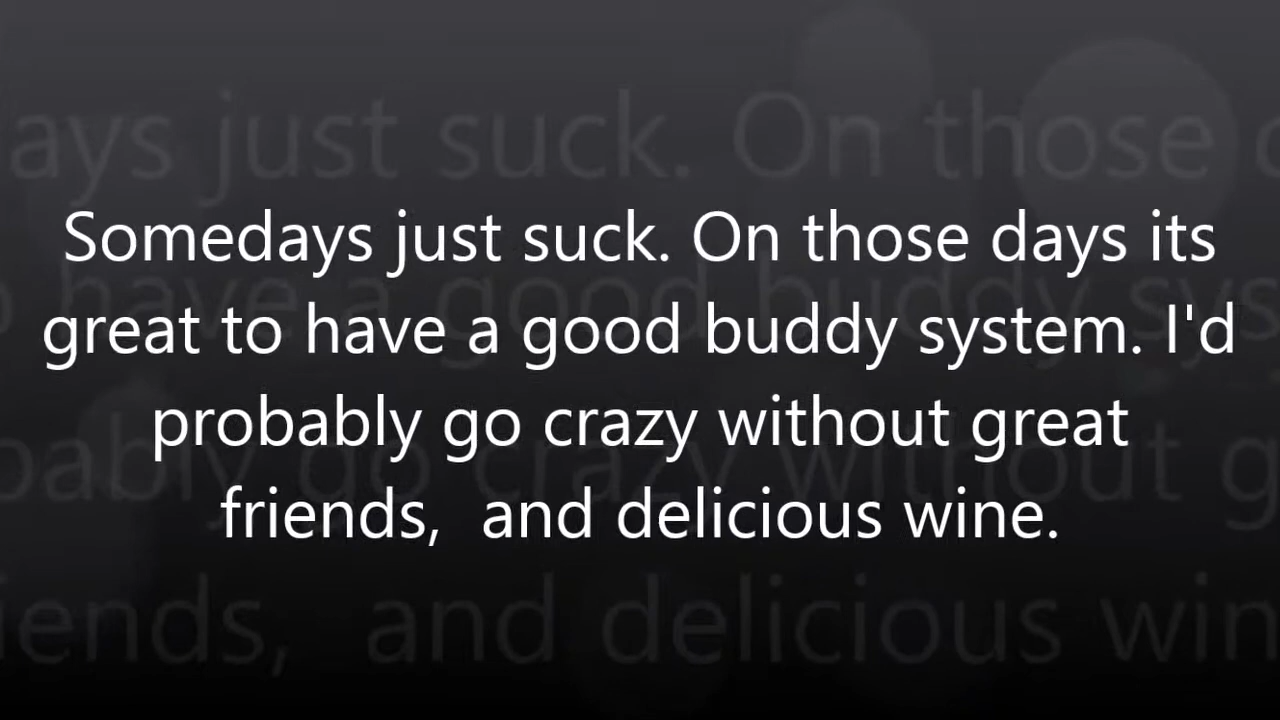 Somedays just suck. On those days its
great to have a good buddy system. I'd
probably go crazy without great
friends,  and delicious wine.